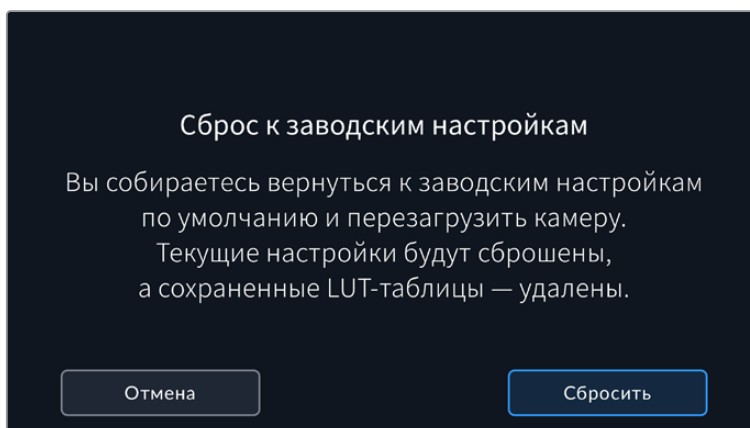 Сброс к заводским настройкам
Вы собираетесь вернуться к заводским настройкам
по умолчанию и перезагрузить камеру.
Текущие настройки будут сброшены,
а сохраненные LUT-таблицы — удалены.
Отмена
Сбросить